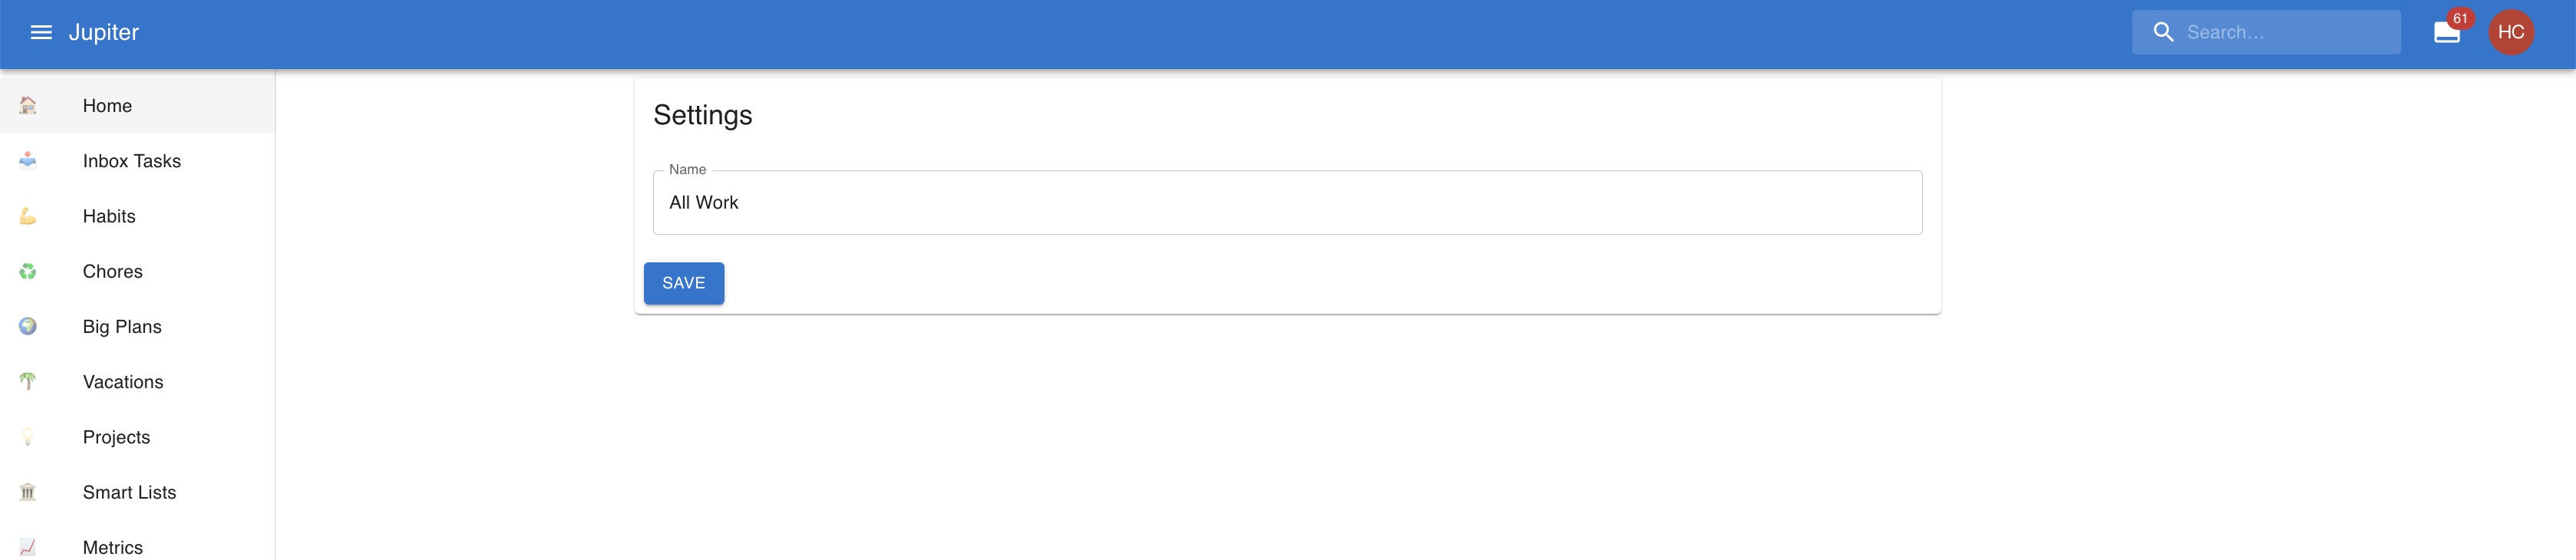 Jupiter
Search...
61
HC
Home
Inbox Tasks
Habits
Chores
Big Plans
Vacations
Projects
Smart Lists
Metrics
Settings
Name
All Work
SAVE